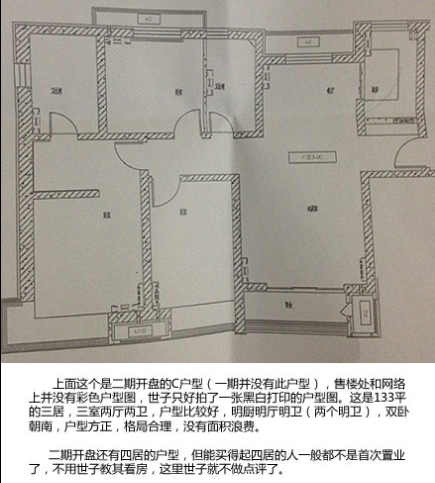 上面这个是二期开盘的C户型（一期并没有此户型），售楼处和网络
上并没有彩色户型图，世子只好拍了一张黑白打印的户型图。这是133平
的三居，三室两厅两卫，户型比较好，明厨明厅明卫（两个明卫），双卧
朝南，户型方正，格局合理，没有面积浪费。
二期开盘还有四居的户型，但能买得起四居的人一般都不是首次置业
了，不用世子教其看房，这里世子就不做点评了。